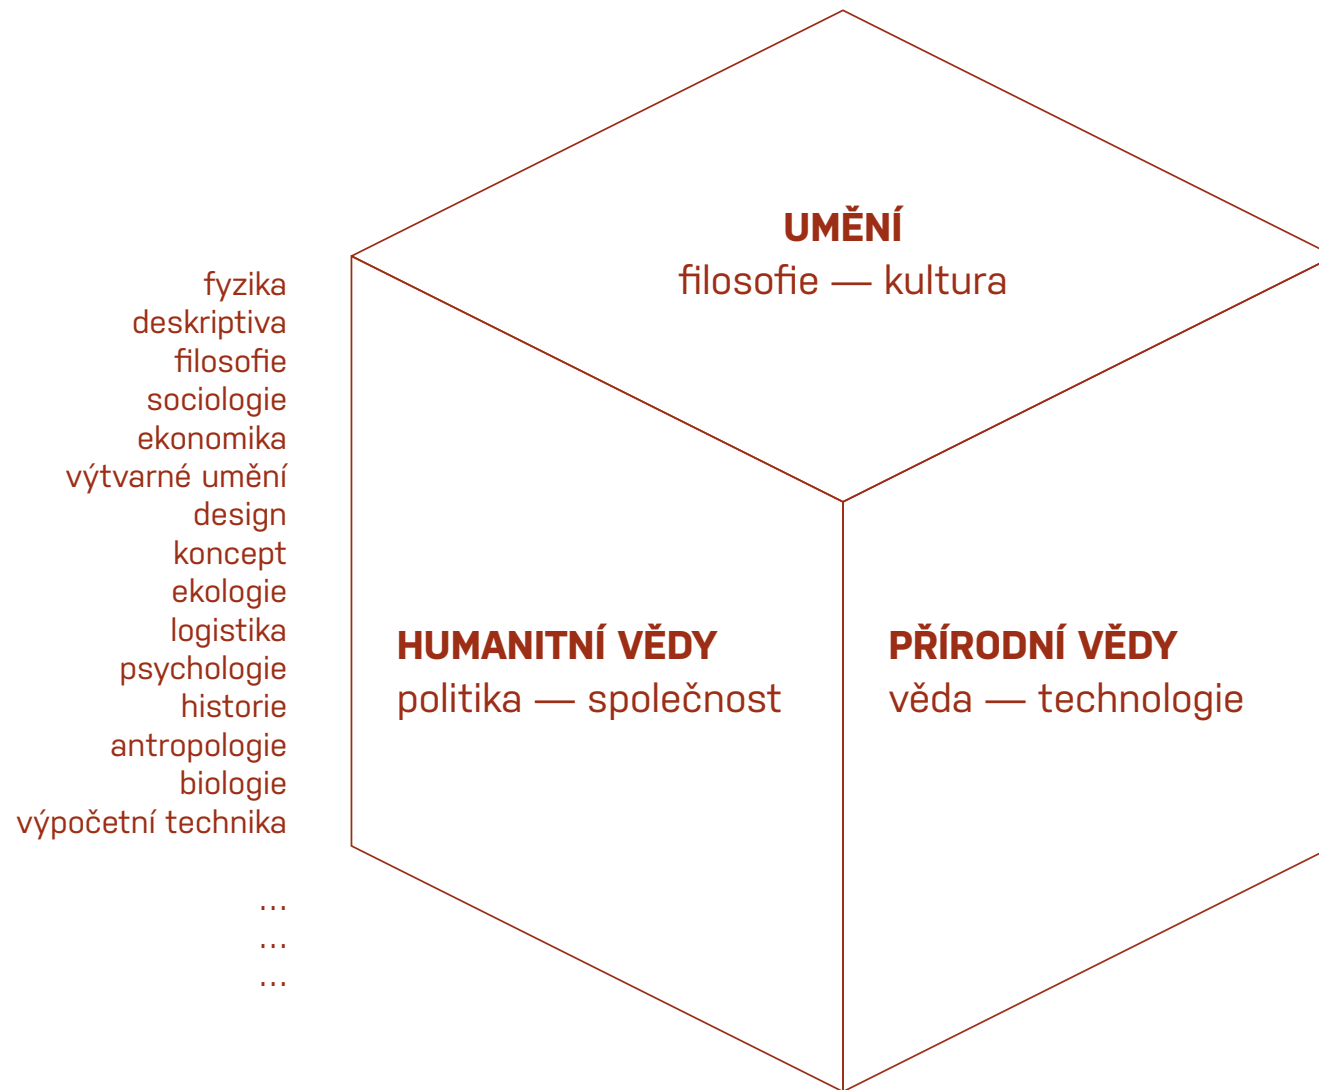 UMĚNÍ
filosofie — kultura
fyzika
deskriptiva
filosofie
sociologie
ekonomika
výtvarné umění
design
koncept
ekologie
logistika
psychologie
historie
antropologie
biologie
výpočetní technika
...
...
...
HUMANITNÍ VĚDY
politika — společnost
PŘÍRODNÍ VĚDY
věda — technologie